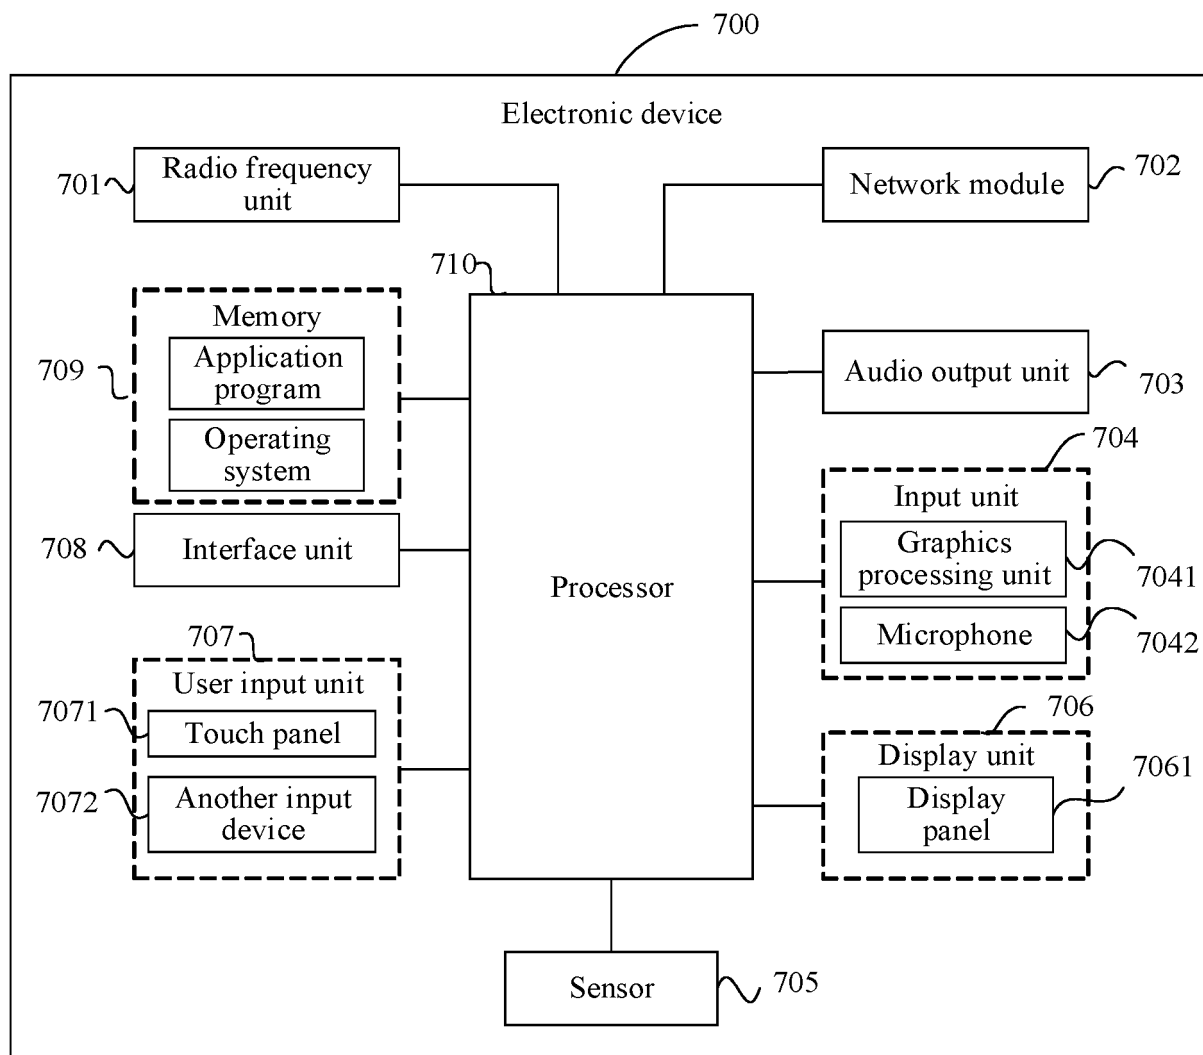 700
Electronic device
701
Radio frequency
unit
Network module
702
710
Memory
Application
program
Operating
system
709
Audio output unit
703
704
Input unit
Graphics
processing unit
7041
Microphone
7042
708
Interface unit
Processor
707
User input unit
7071
Touch panel
7072
Another input
device
706
Display unit
7061
Display
panel
Sensor
705